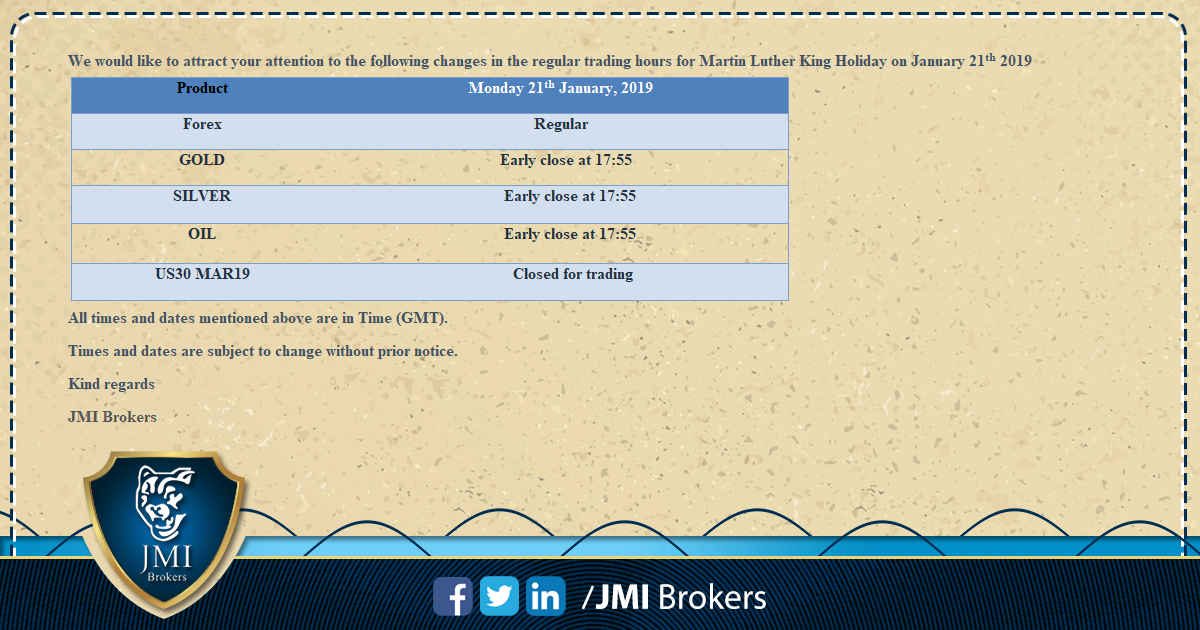 We would like to attract your attention to the following changes in the regular trading hours for Martin Luther King Holiday on January 21th 2019
Product Monday 21th January, 2019
Forex Regular
GOLD Early close at 17:55
SILVER Early close at 17:55
OIL Early close at 17:55
US30 MAR19 Closed for trading
All times and dates mentioned above are in Time (GMT).
Times and dates are subject to change without prior notice.
Kind regards
JMI Brokers
JMI
Brokers
f in /JMI Brokers